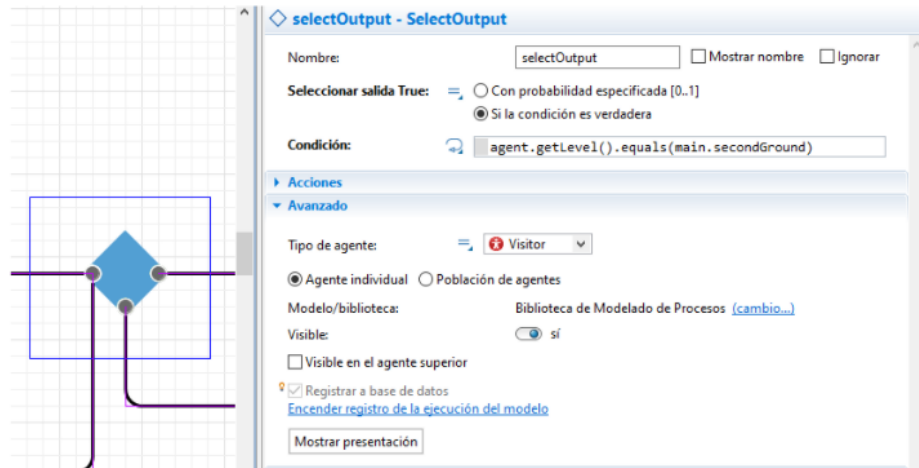 selectOutput - SelectOutput
Nombre: selectOutput Mostrar nombre Ignorar
Seleccionar salida True: Con probabilidad especificada [0..1]
Si la condición es verdadera
Condición: agent.getLevel().equals(main.secondGround)
Acciones
Avanzado
Tipo de agente: Visitor
Agente individual Población de agentes
Modelo/biblioteca: Biblioteca de Modelado de Procesos (cambio...)
Visible: sí
Visible en el agente superior
Registrar a base de datos
Encender registro de la ejecución del modelo
Mostrar presentación